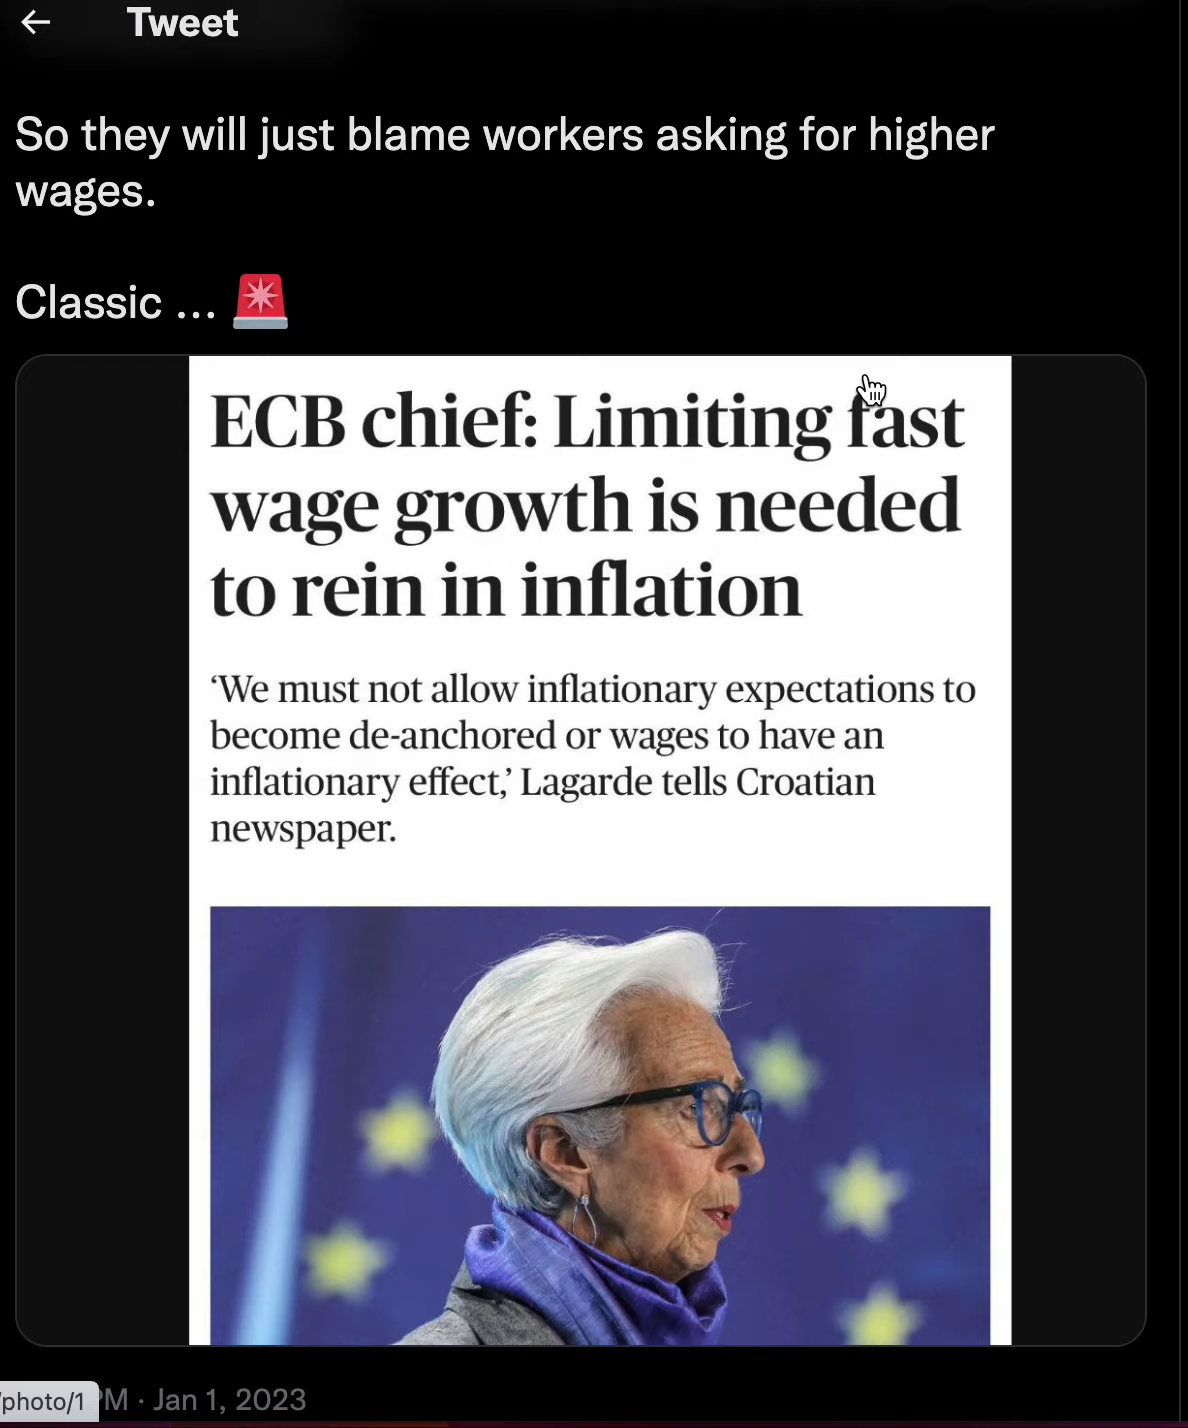 Tweet
So they will just blame workers asking for higher
wages.
Classic ... 🚨
ECB chief: Limiting fast
wage growth is needed
to rein in inflation
‘We must not allow inflationary expectations to
become de-anchored or wages to have an
inflationary effect,’ Lagarde tells Croatian
newspaper.
/photo/1 PM · Jan 1, 2023